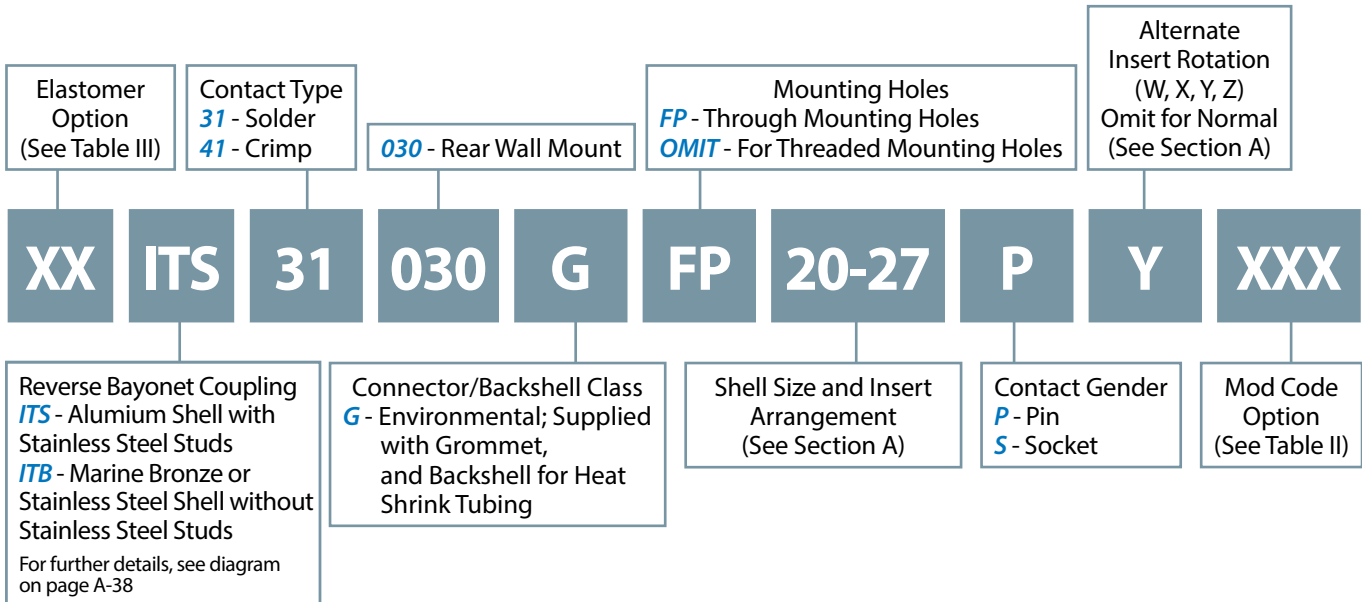 Elastomer
Option
(See Table III)
Contact Type
31 - Solder
41 - Crimp
030 - Rear Wall Mount
Mounting Holes
FP - Through Mounting Holes
OMIT - For Threaded Mounting Holes
Alternate
Insert Rotation
(W, X, Y, Z)
Omit for Normal
(See Section A)
XX ITS 31 030 G FP 20-27 P Y XXX
Reverse Bayonet Coupling
ITS - Alumium Shell with
Stainless Steel Studs
ITB - Marine Bronze or
Stainless Steel Shell without
Stainless Steel Studs
For further details, see diagram
on page A-38
Connector/Backshell Class
G - Environmental; Supplied
with Grommet,
and Backshell for Heat
Shrink Tubing
Shell Size and Insert
Arrangement
(See Section A)
Contact Gender
P - Pin
S - Socket
Mod Code
Option
(See Table II)